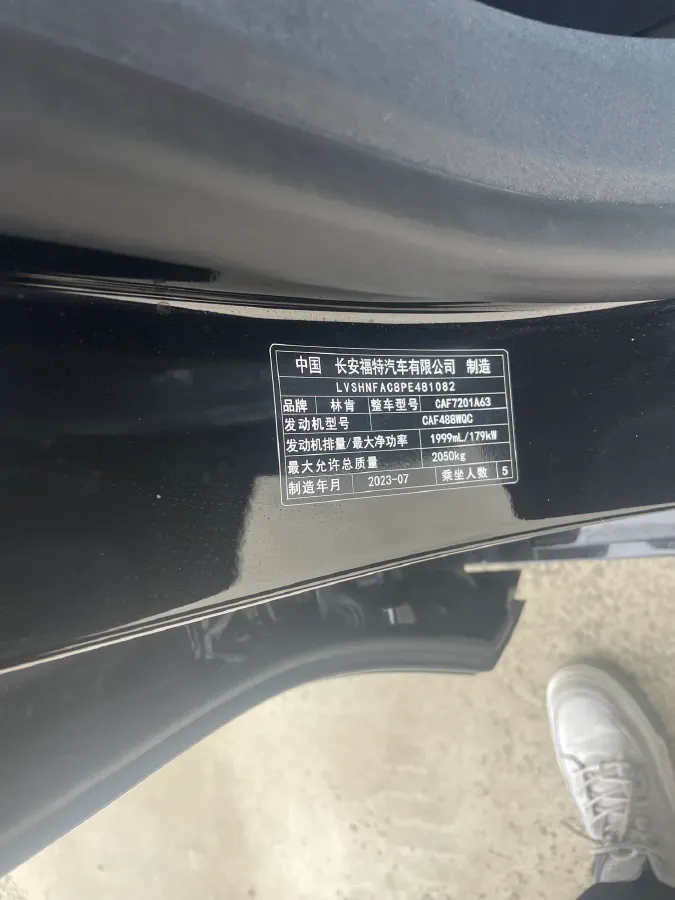 中国 长安福特汽车有限公司 制造
LVSHNFAC8PE481082
品牌 林肯 整车型号 CAF7201A63
发动机型号 CAF488WQC
发动机排量/最大净功率 1999mL/179kW
最大允许总质量 2050kg
制造年月 2023-07 乘坐人数 5